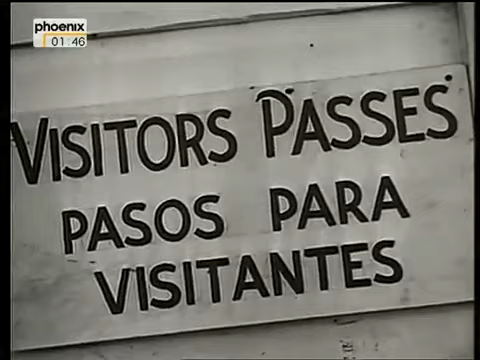 phoenix
01:46
VISITORS PASSES
PASOS PARA
VISITANTES